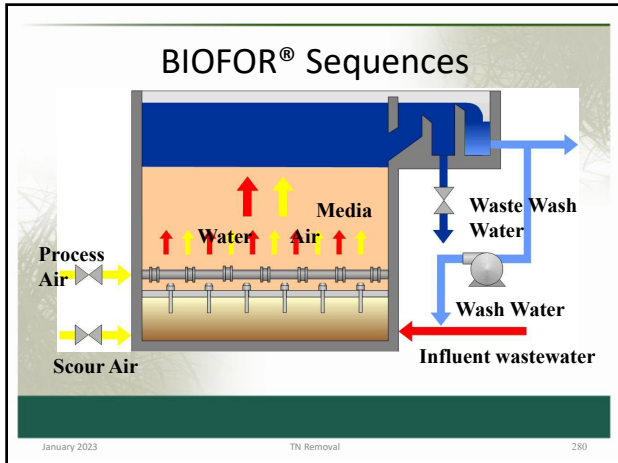 BIOFOR® Sequences
Media
Water
Air
Process
Air
Waste Wash
Water
Wash Water
Influent wastewater
Scour Air
January 2023
TN Removal
280